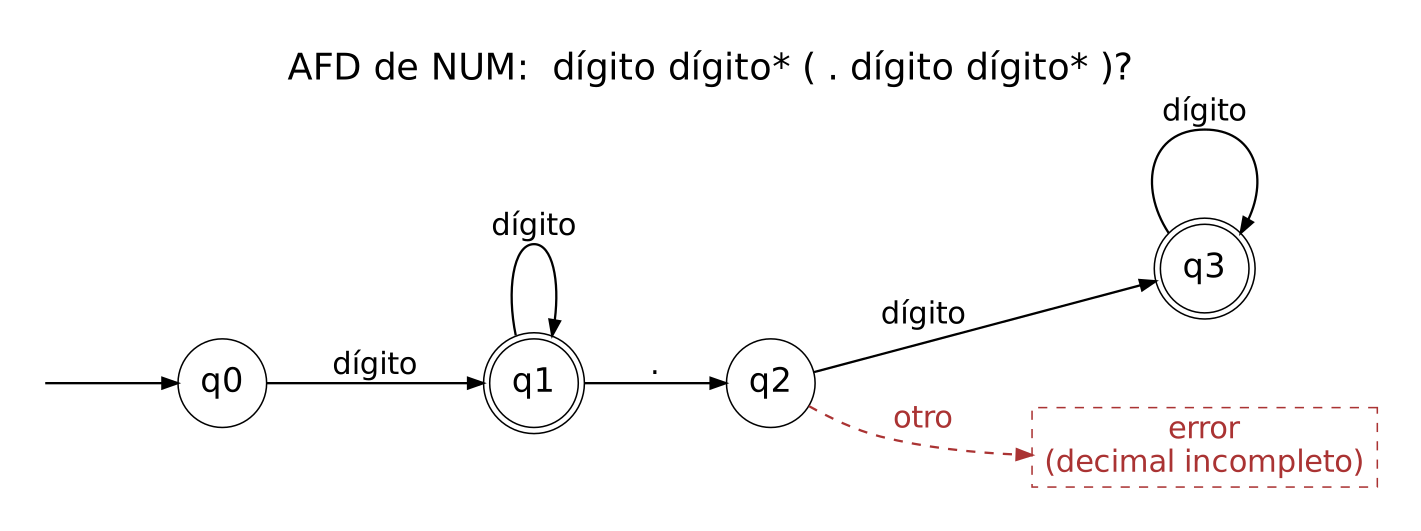 AFD de NUM:  dígito dígito* ( . dígito dígito* )?
dígito
dígito
q3
dígito
q0
dígito
q1
.
q2
otro
error
(decimal incompleto)